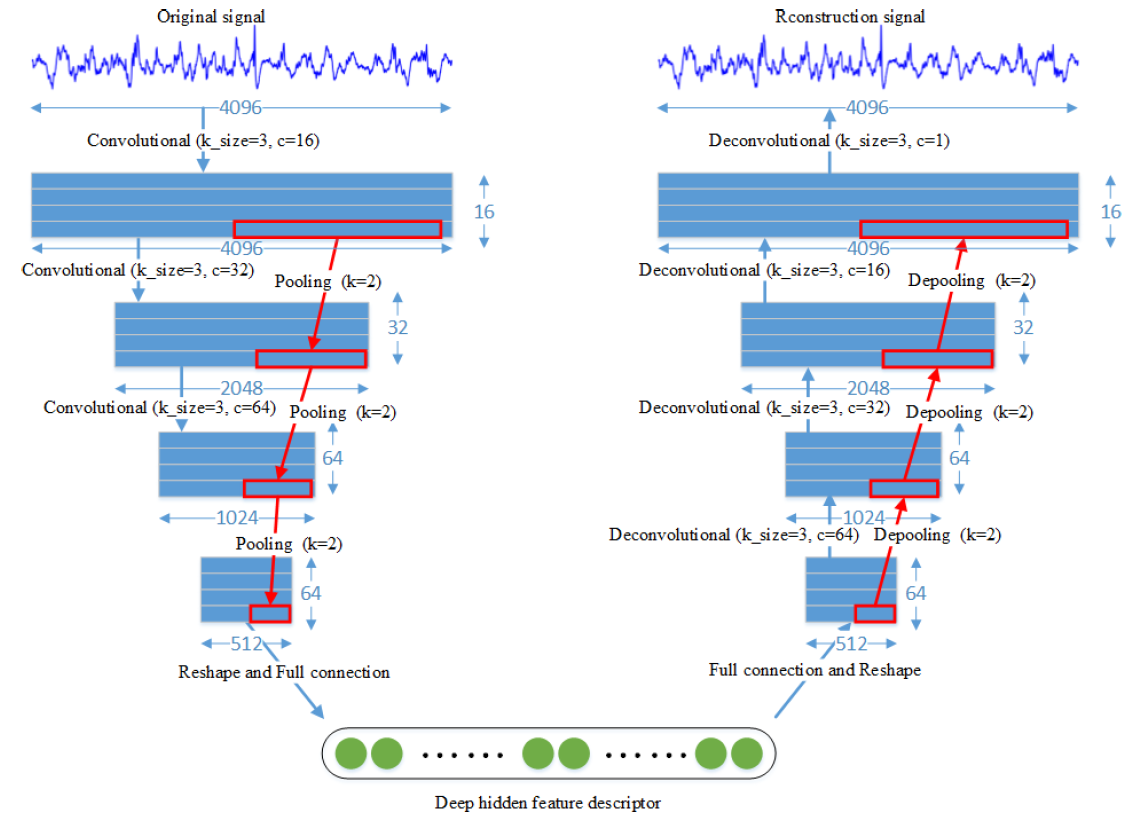 Original signal
4096
Convolutional (k_size=3, c=16)
16
4096
Convolutional (k_size=3, c=32)
Pooling (k=2)
32
2048
Convolutional (k_size=3, c=64)
Pooling (k=2)
64
1024
Pooling (k=2)
64
512
Reshape and Full connection
Rconstruction signal
4096
Deconvolutional (k_size=3, c=1)
16
4096
Deconvolutional (k_size=3, c=16)
Depooling (k=2)
32
2048
Deconvolutional (k_size=3, c=32)
Depooling (k=2)
64
1024
Deconvolutional (k_size=3, c=64)
Depooling (k=2)
64
512
Full connection and Reshape
Deep hidden feature descriptor